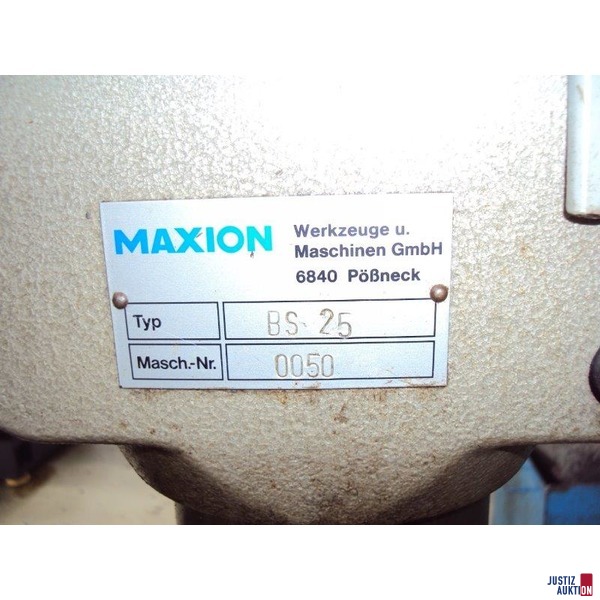 MAXION
Werkzeuge u.
Maschinen GmbH
6840 Pößneck
Typ BS 25
Masch.-Nr. 0050
JUSTIZ
AUKTION